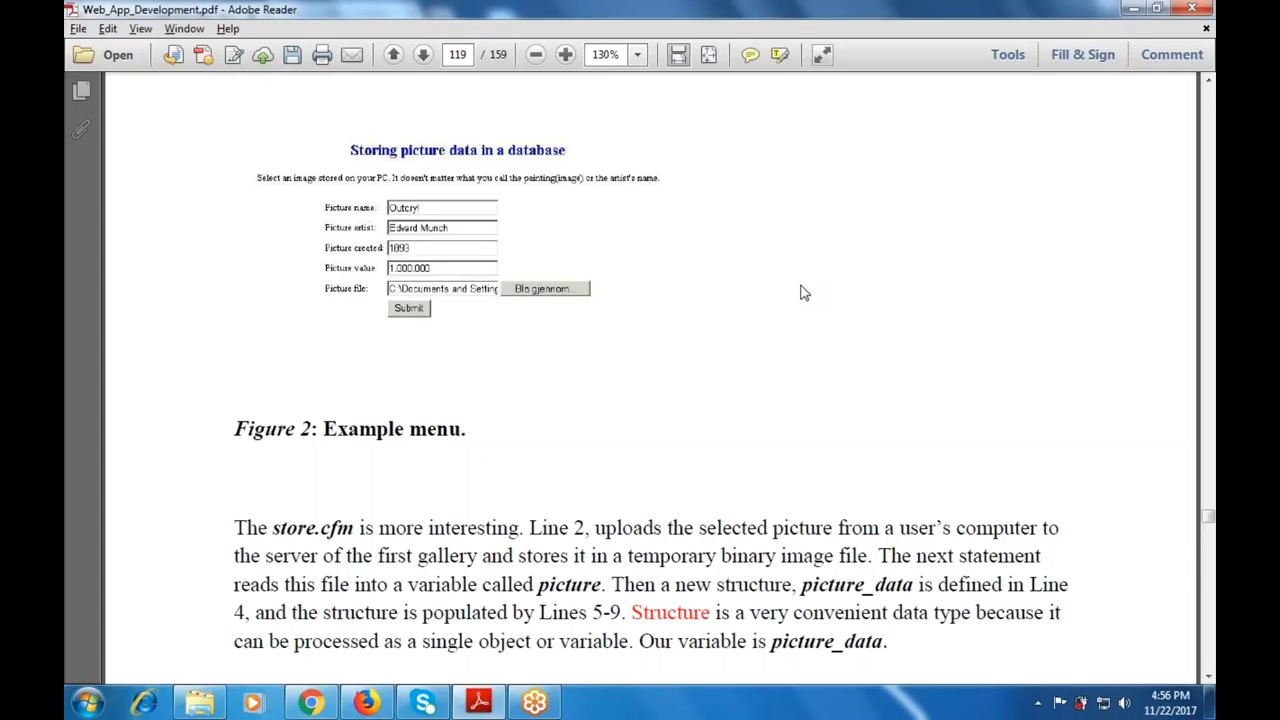 Web_App_Development.pdf - Adobe Reader
File Edit View Window Help
Open 119 / 159 130% Tools Fill & Sign Comment
Storing picture data in a database
Select an image stored on your PC. It doesn't matter what you call the painting(image) or the artist's name.
Picture name: Outcry!
Picture artist: Edvard Munch
Picture created: 1893
Picture value: 1.000.000
Picture file: C:\Documents and Setting Bla gjennom...
Submit
Figure 2: Example menu.
The store.cfm is more interesting. Line 2, uploads the selected picture from a user's computer to
the server of the first gallery and stores it in a temporary binary image file. The next statement
reads this file into a variable called picture. Then a new structure, picture_data is defined in Line
4, and the structure is populated by Lines 5-9. Structure is a very convenient data type because it
can be processed as a single object or variable. Our variable is picture_data.
4:56 PM
11/22/2017